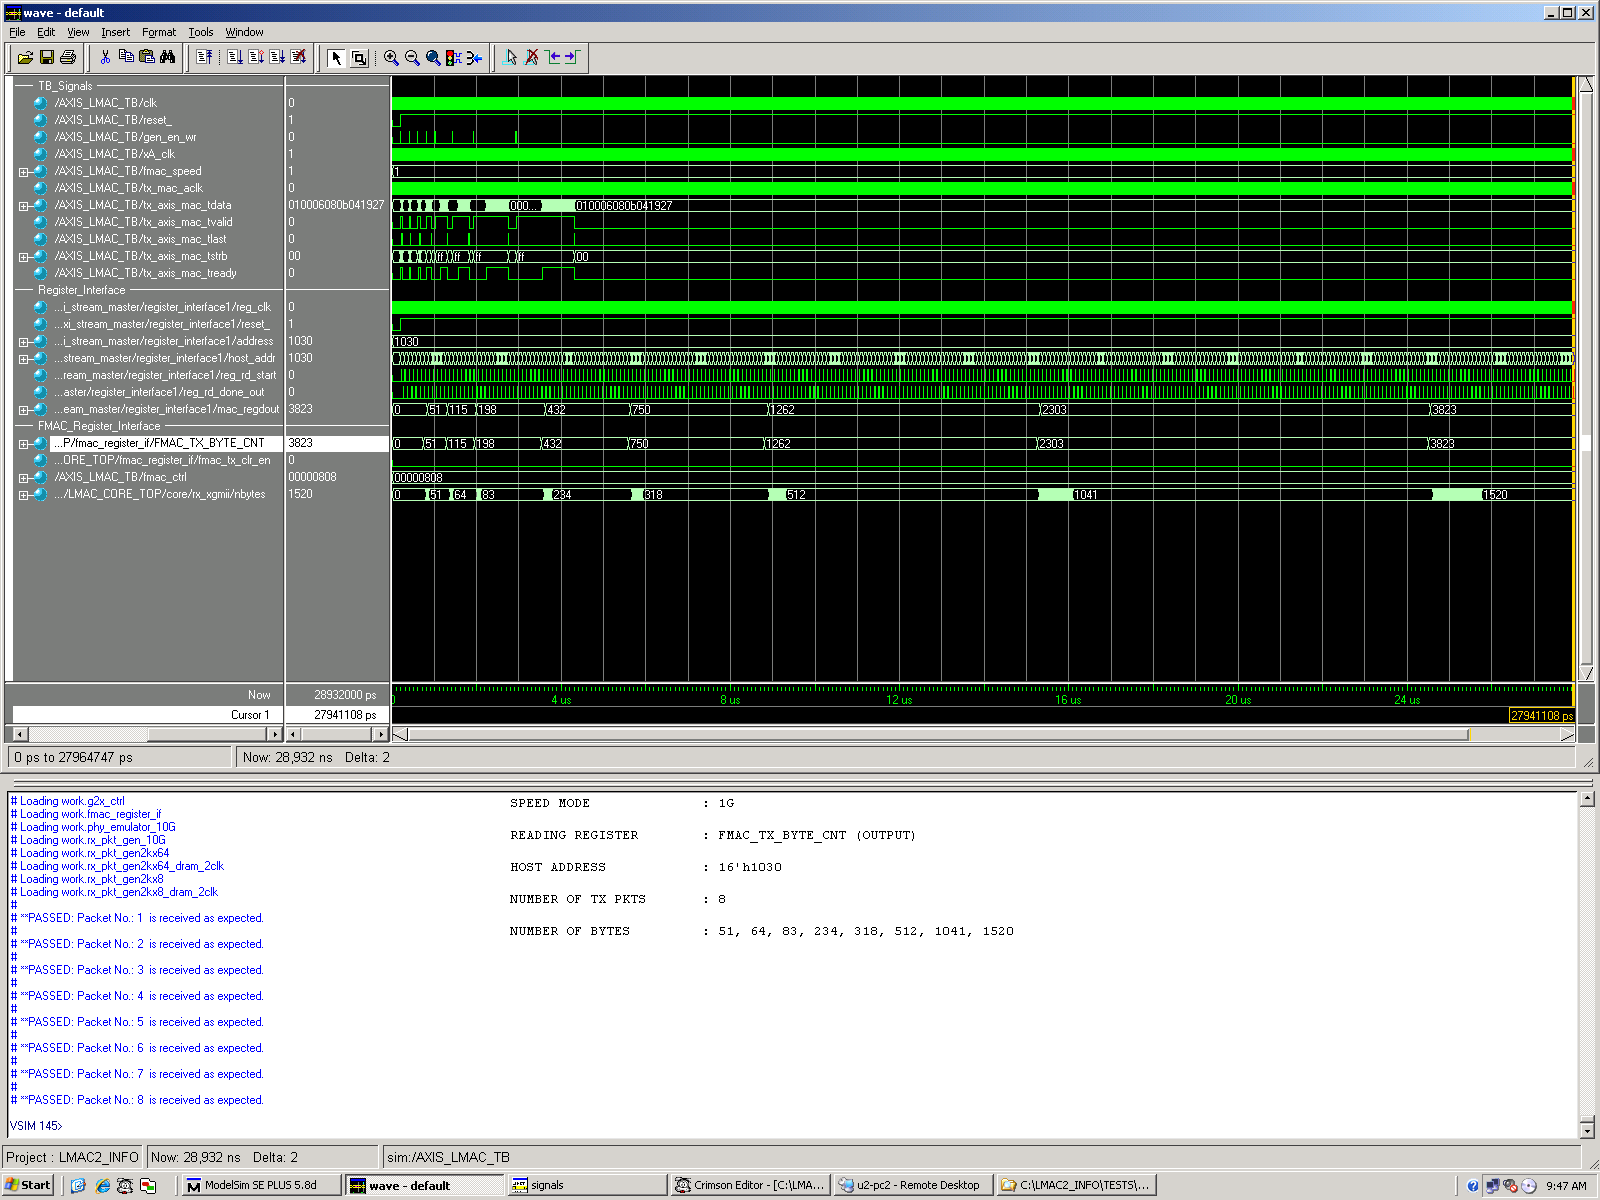 wave - default
File Edit View Insert Format Tools Window
TB_Signals
/AXIS_LMAC_TB/clk 0
/AXIS_LMAC_TB/reset_ 1
/AXIS_LMAC_TB/gen_en_wr 0
/AXIS_LMAC_TB/xA_clk 1
/AXIS_LMAC_TB/fmac_speed 1 1
/AXIS_LMAC_TB/tx_mac_aclk 0
/AXIS_LMAC_TB/tx_axis_mac_tdata 010006080b041927 000... 010006080b041927
/AXIS_LMAC_TB/tx_axis_mac_tvalid 0
/AXIS_LMAC_TB/tx_axis_mac_tlast 0
/AXIS_LMAC_TB/tx_axis_mac_tstrb 00 ff ff ff ff 00
/AXIS_LMAC_TB/tx_axis_mac_tready 0
Register_Interface
...i_stream_master/register_interface1/reg_clk 0
...xi_stream_master/register_interface1/reset_ 1
...i_stream_master/register_interface1/address 1030 1030
...stream_master/register_interface1/host_addr 1030
...ream_master/register_interface1/reg_rd_start 0
...aster/register_interface1/reg_rd_done_out 0
...eam_master/register_interface1/mac_regdout 3823 0 51 115 198 432 750 1262 2303 3823
FMAC_Register_Interface
...P/fmac_register_if/FMAC_TX_BYTE_CNT 3823 0 51 115 198 432 750 1262 2303 3823
...ORE_TOP/fmac_register_if/fmac_tx_clr_en 0
/AXIS_LMAC_TB/fmac_ctrl 00000808 00000808
.../LMAC_CORE_TOP/core/rx_xgmii/nbytes 1520 0 51 64 83 234 318 512 1041 1520
Now 28932000 ps 4 us 8 us 12 us 16 us 20 us 24 us
Cursor 1 27941108 ps 27941108 ps
0 ps to 27964747 ps Now: 28,932 ns Delta: 2
# Loading work.g2x_ctrl
# Loading work.fmac_register_if
# Loading work.phy_emulator_10G
# Loading work.rx_pkt_gen_10G
# Loading work.rx_pkt_gen2kx64
# Loading work.rx_pkt_gen2kx64_dram_2clk
# Loading work.rx_pkt_gen2kx8
# Loading work.rx_pkt_gen2kx8_dram_2clk
#
# **PASSED: Packet No.: 1 is received as expected.
#
# **PASSED: Packet No.: 2 is received as expected.
#
# **PASSED: Packet No.: 3 is received as expected.
#
# **PASSED: Packet No.: 4 is received as expected.
#
# **PASSED: Packet No.: 5 is received as expected.
#
# **PASSED: Packet No.: 6 is received as expected.
#
# **PASSED: Packet No.: 7 is received as expected.
#
# **PASSED: Packet No.: 8 is received as expected.
VSIM 145>
SPEED MODE : 1G
READING REGISTER : FMAC_TX_BYTE_CNT (OUTPUT)
HOST ADDRESS : 16'h1030
NUMBER OF TX PKTS : 8
NUMBER OF BYTES : 51, 64, 83, 234, 318, 512, 1041, 1520
Project : LMAC2_INFO Now: 28,932 ns Delta: 2 sim:/AXIS_LMAC_TB
Start ModelSim SE PLUS 5.8d wave - default signals Crimson Editor - [C:\LMA... u2-pc2 - Remote Desktop C:\LMAC2_INFO\TESTS\... 9:47 AM